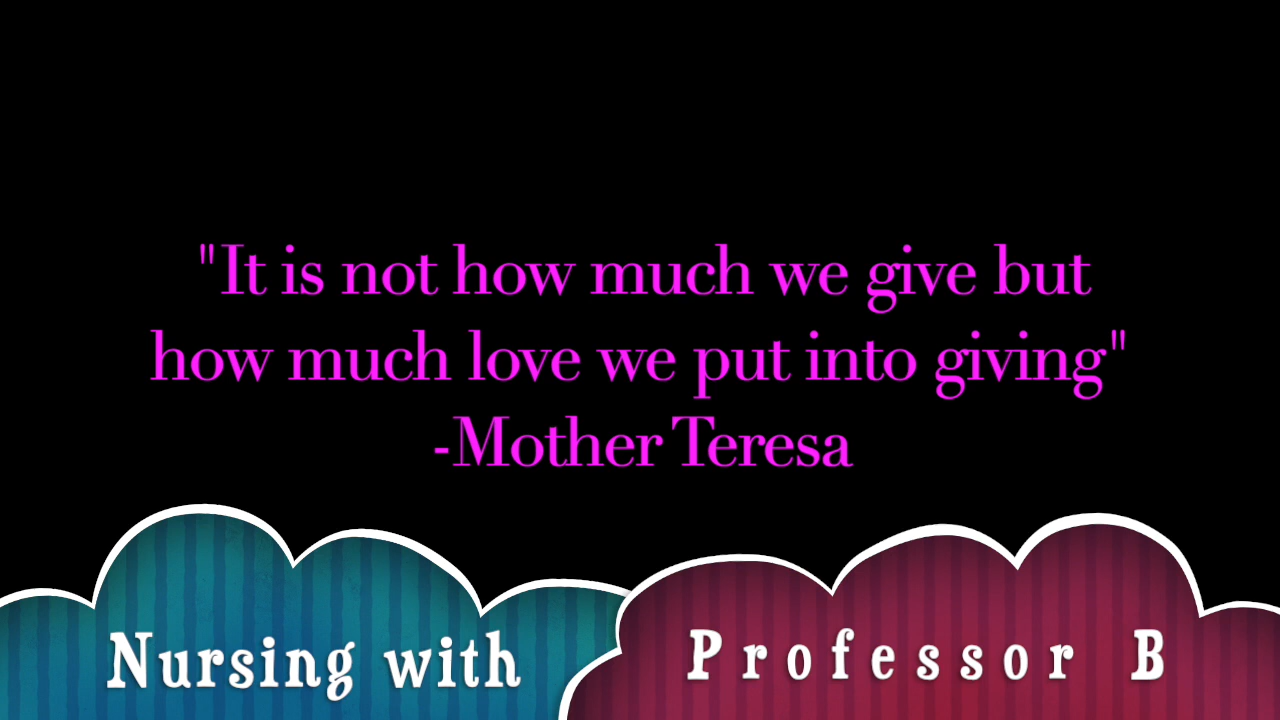 "It is not how much we give but
how much love we put into giving"
-Mother Teresa
Nursing with
Professor B